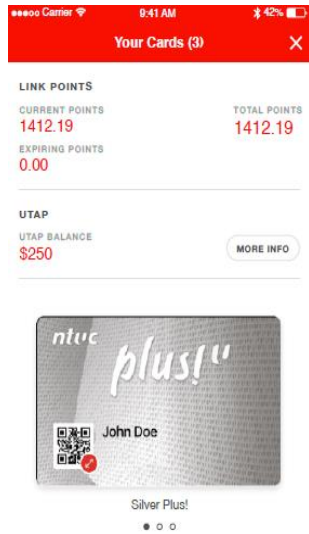 Carrier 9:41 AM 42%
Your Cards (3)
LINK POINTS
CURRENT POINTS TOTAL POINTS
1412.19 1412.19
EXPIRING POINTS
0.00
UTAP
UTAP BALANCE
$250 MORE INFO
ntuc
plus!
John Doe
Silver Plus!